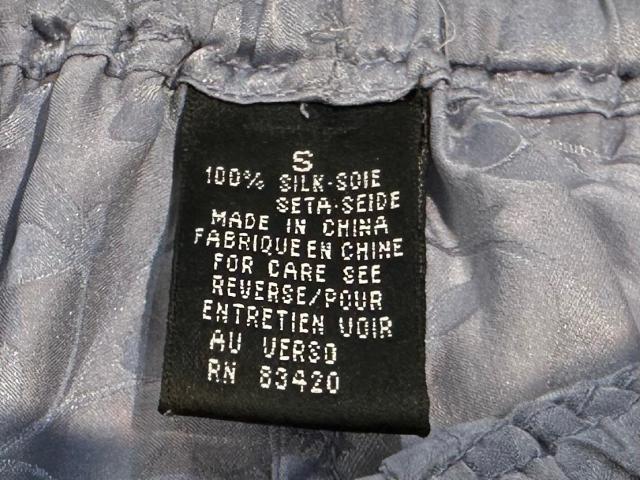 S
100% SILK-SOIE
SETA-SEIDE
MADE IN CHINA
FABRIQUE EN CHINE
FOR CARE SEE
REVERSE/POUR
ENTRETIEN VOIR
AU VERSO
RN 83420